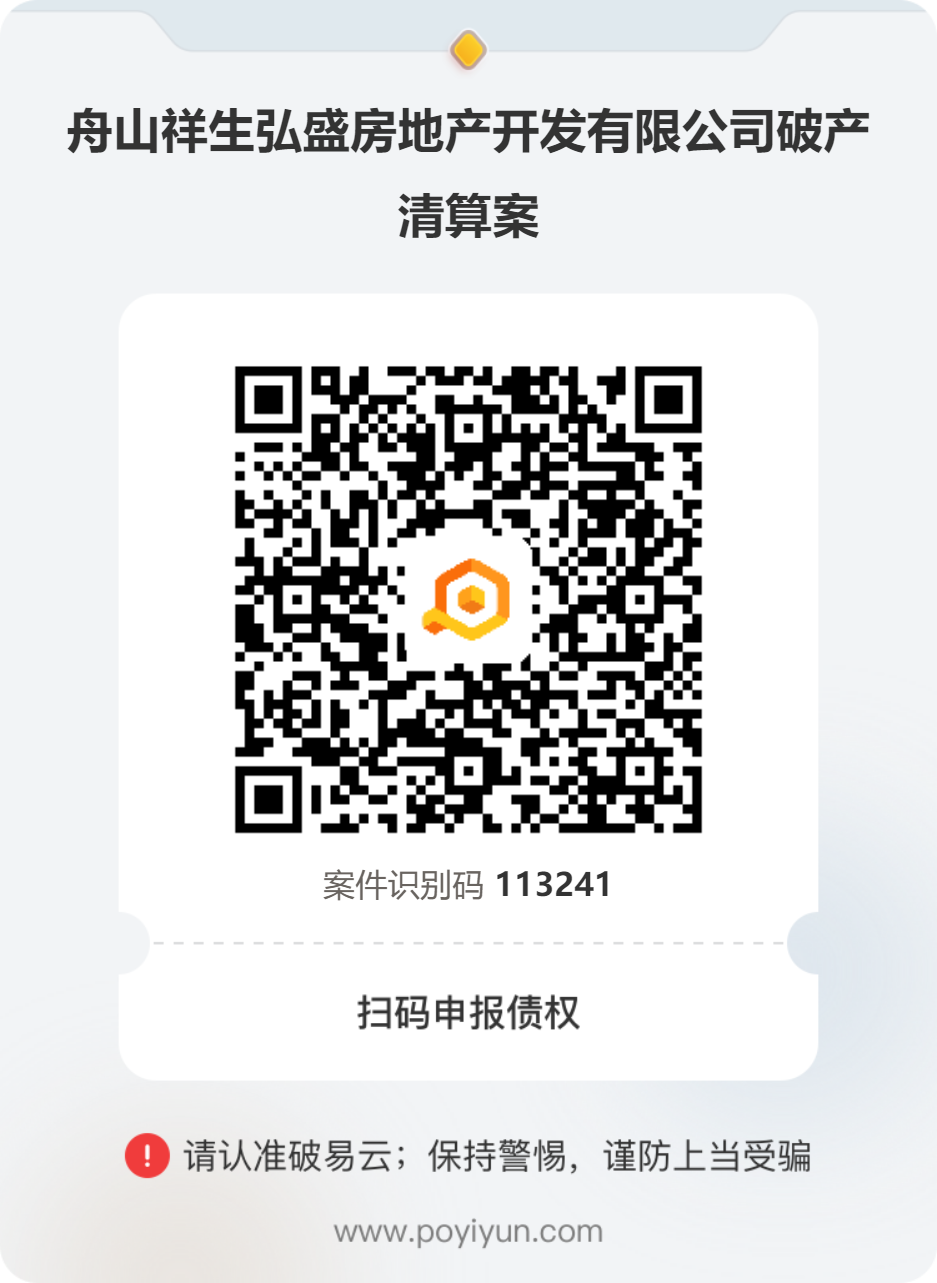 舟山祥生弘盛房地产开发有限公司破产
清算案
案件识别码 113241
扫码申报债权
请认准破易云；保持警惕，谨防上当受骗
www.poyiyun.com